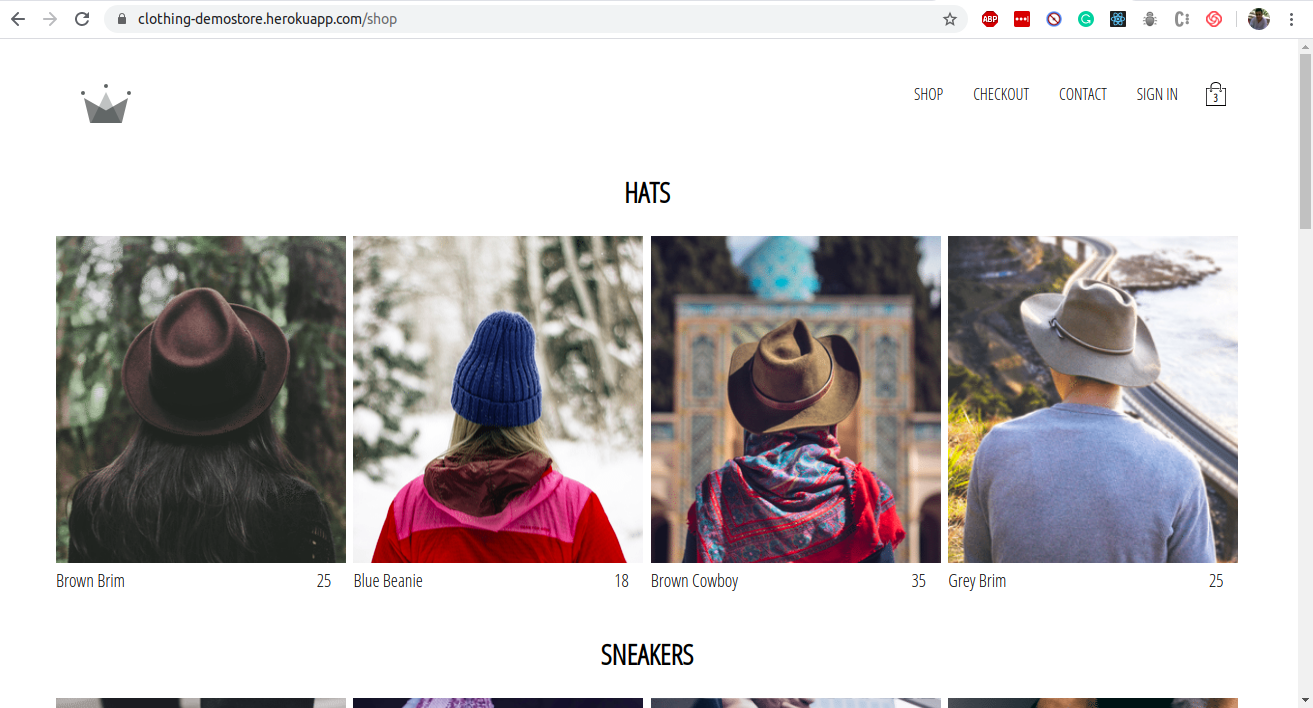 clothing-demostore.herokuapp.com/shop
ABP
SHOP CHECKOUT CONTACT SIGN IN 3
HATS
Brown Brim 25 Blue Beanie 18 Brown Cowboy 35 Grey Brim 25
SNEAKERS